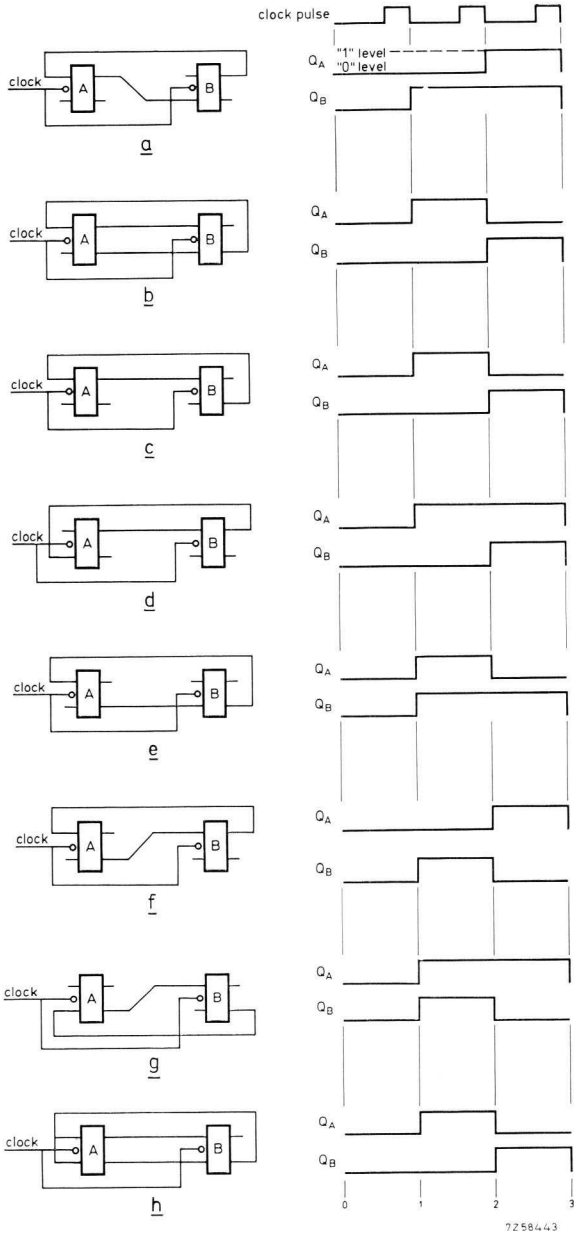 clock pulse
"1" level
"0" level
Q_A
Q_B
clock
A
B
a
Q_A
Q_B
clock
A
B
b
Q_A
Q_B
clock
A
B
c
Q_A
Q_B
clock
A
B
d
Q_A
Q_B
clock
A
B
e
Q_A
Q_B
clock
A
B
f
Q_A
Q_B
clock
A
B
g
Q_A
Q_B
clock
A
B
h
0 1 2 3
7Z58443